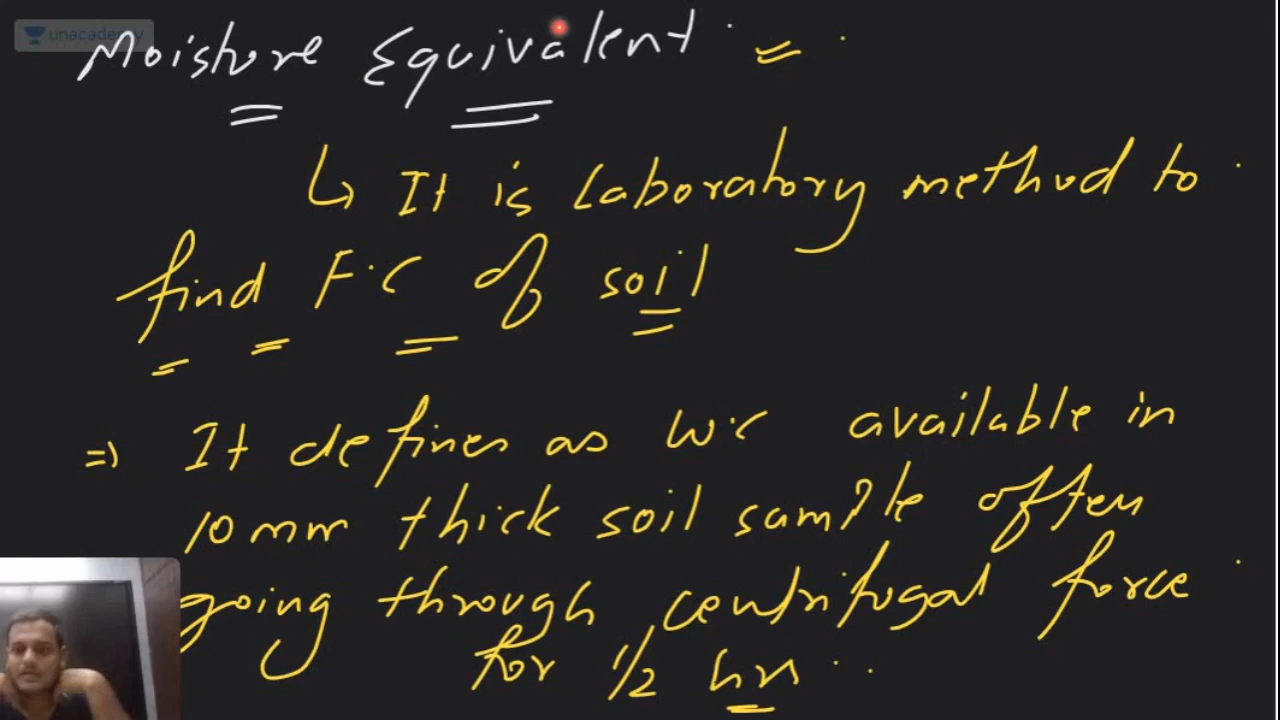 unacademy
Moisture Equivalent
↳ It is Laboratory method to
find F.C of soil
⇒ It defines as W.C available in
10mm thick soil sample after
going through centrifugal force
for 1/2 hr